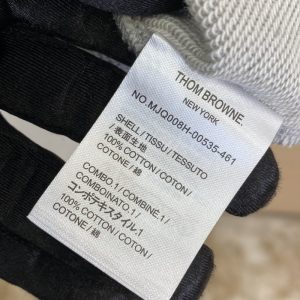 THOM BROWNE.
NEW YORK
NO. MJQ008H-00535-461
SHELL / TISSU / TESSUTO
/ 表面生地
100% COTTON / COTON /
COTONE / 綿
COMBO.1 / COMBINE.1 /
COMBOINATO.1 /
コンポテキスタイル.1
100% COTTON / COTON /
COTONE / 綿